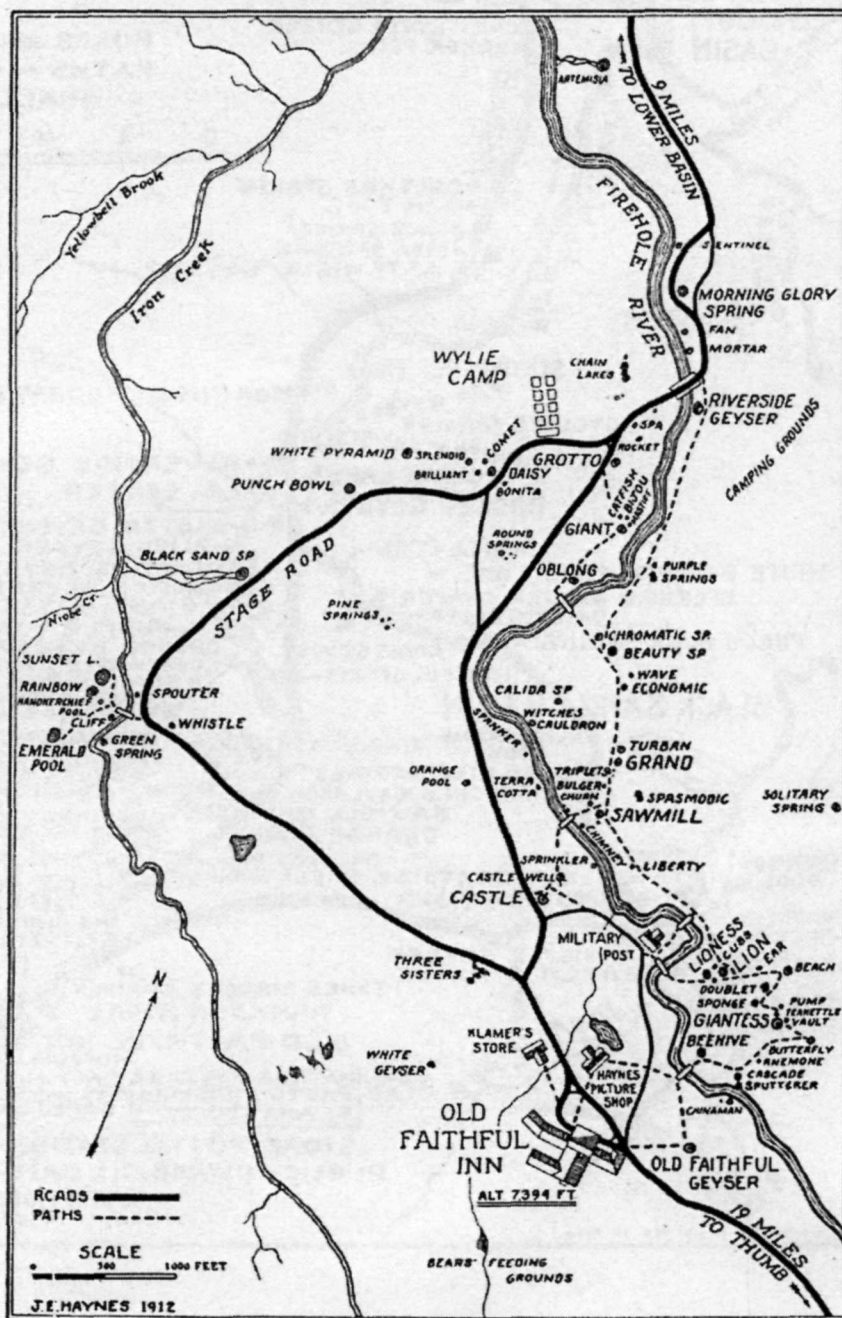 ARTEMISIA
9 MILES
TO LOWER BASIN
Yellowbell Brook
Iron Creek
FIREHOLE
RIVER
SENTINEL
MORNING GLORY
SPRING
FAN
MORTAR
WYLIE
CAMP
CHAIN
LAKES
RIVERSIDE
GEYSER
CAMPING GROUNDS
SPA
ROCKET
GROTTO
COMET
WHITE PYRAMID
SPLENDID
BRILLIANT
DAISY
BONITA
PUNCH BOWL
CATFISH
BIJOU
GIANT
ROUND
SPRINGS
OBLONG
PURPLE
SPRINGS
BLACK SAND SP.
STAGE ROAD
Niobe Cr.
PINE
SPRINGS
CHROMATIC SP.
BEAUTY SP
SUNSET L.
RAINBOW
HANDKERCHIEF
POOL
CLIFF
EMERALD
POOL
SPOUTER
GREEN
SPRING
WHISTLE
WAVE
ECONOMIC
CALIDA SP
WITCHES
CAULDRON
SPANKER
TURBAN
GRAND
ORANGE
POOL
TERRA
COTTA
TRIPLETS
BULGER
CHURN
SPASMODIC
SAWMILL
SOLITARY
SPRING
CHIMNEY
SPRINKLER
LIBERTY
CASTLE WELL
CASTLE
MILITARY
POST
LIONESS
CUBS
LION
EAR
BEACH
THREE
SISTERS
DOUBLET
SPONGE
PUMP
TEAKETTLE
GIANTESS
VAULT
KLAMER'S
STORE
BEEHIVE
BUTTERFLY
ANEMONE
WHITE
GEYSER
HAYNES
PICTURE
SHOP
CASCADE
SPUTTERER
CHINAMAN
OLD
FAITHFUL
INN
OLD FAITHFUL
GEYSER
ALT. 7394 FT.
N
ROADS
PATHS
19 MILES
TO THUMB
SCALE
0 500 1000 FEET
BEARS' FEEDING
GROUNDS
J.E. HAYNES 1912